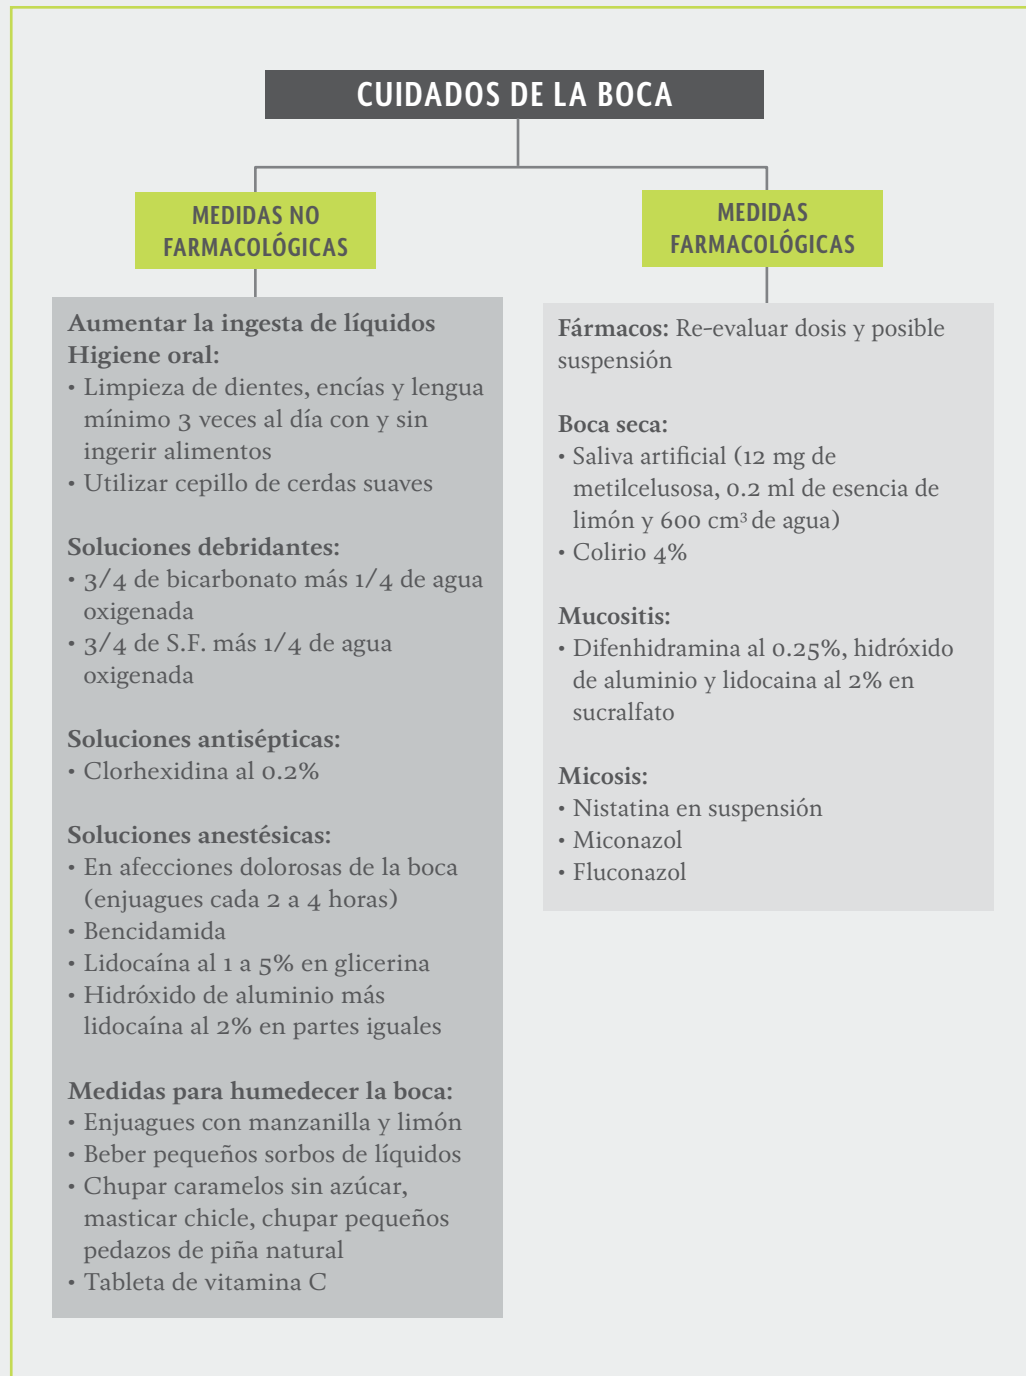 CUIDADOS DE LA BOCA
MEDIDAS NO
FARMACOLÓGICAS
Aumentar la ingesta de líquidos
Higiene oral:
• Limpieza de dientes, encías y lengua
mínimo 3 veces al día con y sin
ingerir alimentos
• Utilizar cepillo de cerdas suaves
Soluciones debridantes:
• 3/4 de bicarbonato más 1/4 de agua
oxigenada
• 3/4 de S.F. más 1/4 de agua
oxigenada
Soluciones antisépticas:
• Clorhexidina al 0.2%
Soluciones anestésicas:
• En afecciones dolorosas de la boca
(enjuagues cada 2 a 4 horas)
• Bencidamida
• Lidocaína al 1 a 5% en glicerina
• Hidróxido de aluminio más
lidocaína al 2% en partes iguales
Medidas para humedecer la boca:
• Enjuagues con manzanilla y limón
• Beber pequeños sorbos de líquidos
• Chupar caramelos sin azúcar,
masticar chicle, chupar pequeños
pedazos de piña natural
• Tableta de vitamina C
MEDIDAS
FARMACOLÓGICAS
Fármacos: Re-evaluar dosis y posible
suspensión
Boca seca:
• Saliva artificial (12 mg de
metilcelusosa, 0.2 ml de esencia de
limón y 600 cm³ de agua)
• Colirio 4%
Mucositis:
• Difenhidramina al 0.25%, hidróxido
de aluminio y lidocaina al 2% en
sucralfato
Micosis:
• Nistatina en suspensión
• Miconazol
• Fluconazol